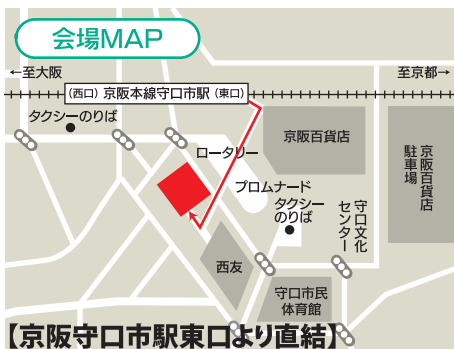 会場MAP
←至大阪
至京都→
(西口) 京阪本線守口市駅 (東口)
タクシーのりば
京阪百貨店
京阪百貨店
駐車場
ロータリー
プロムナード
タクシー
のりば
守口文化
センター
西友
守口市民
体育館
【京阪守口市駅東口より直結】